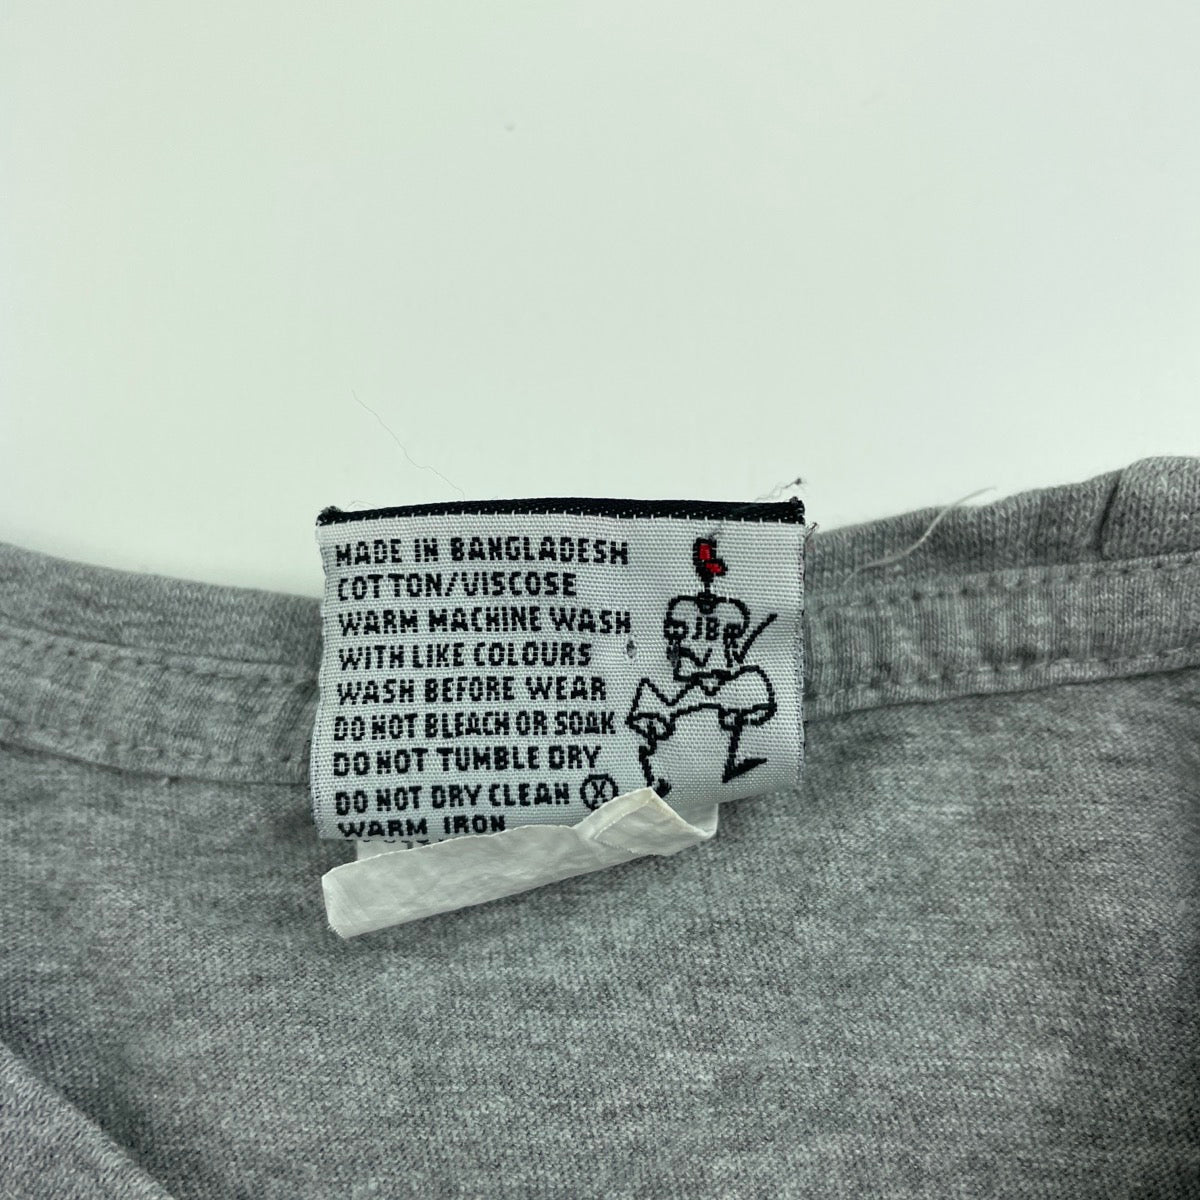 MADE IN BANGLADESH
COTTON/VISCOSE
WARM MACHINE WASH
WITH LIKE COLOURS
WASH BEFORE WEAR
DO NOT BLEACH OR SOAK
DO NOT TUMBLE DRY
DO NOT DRY CLEAN Ⓧ
WARM IRON
JB